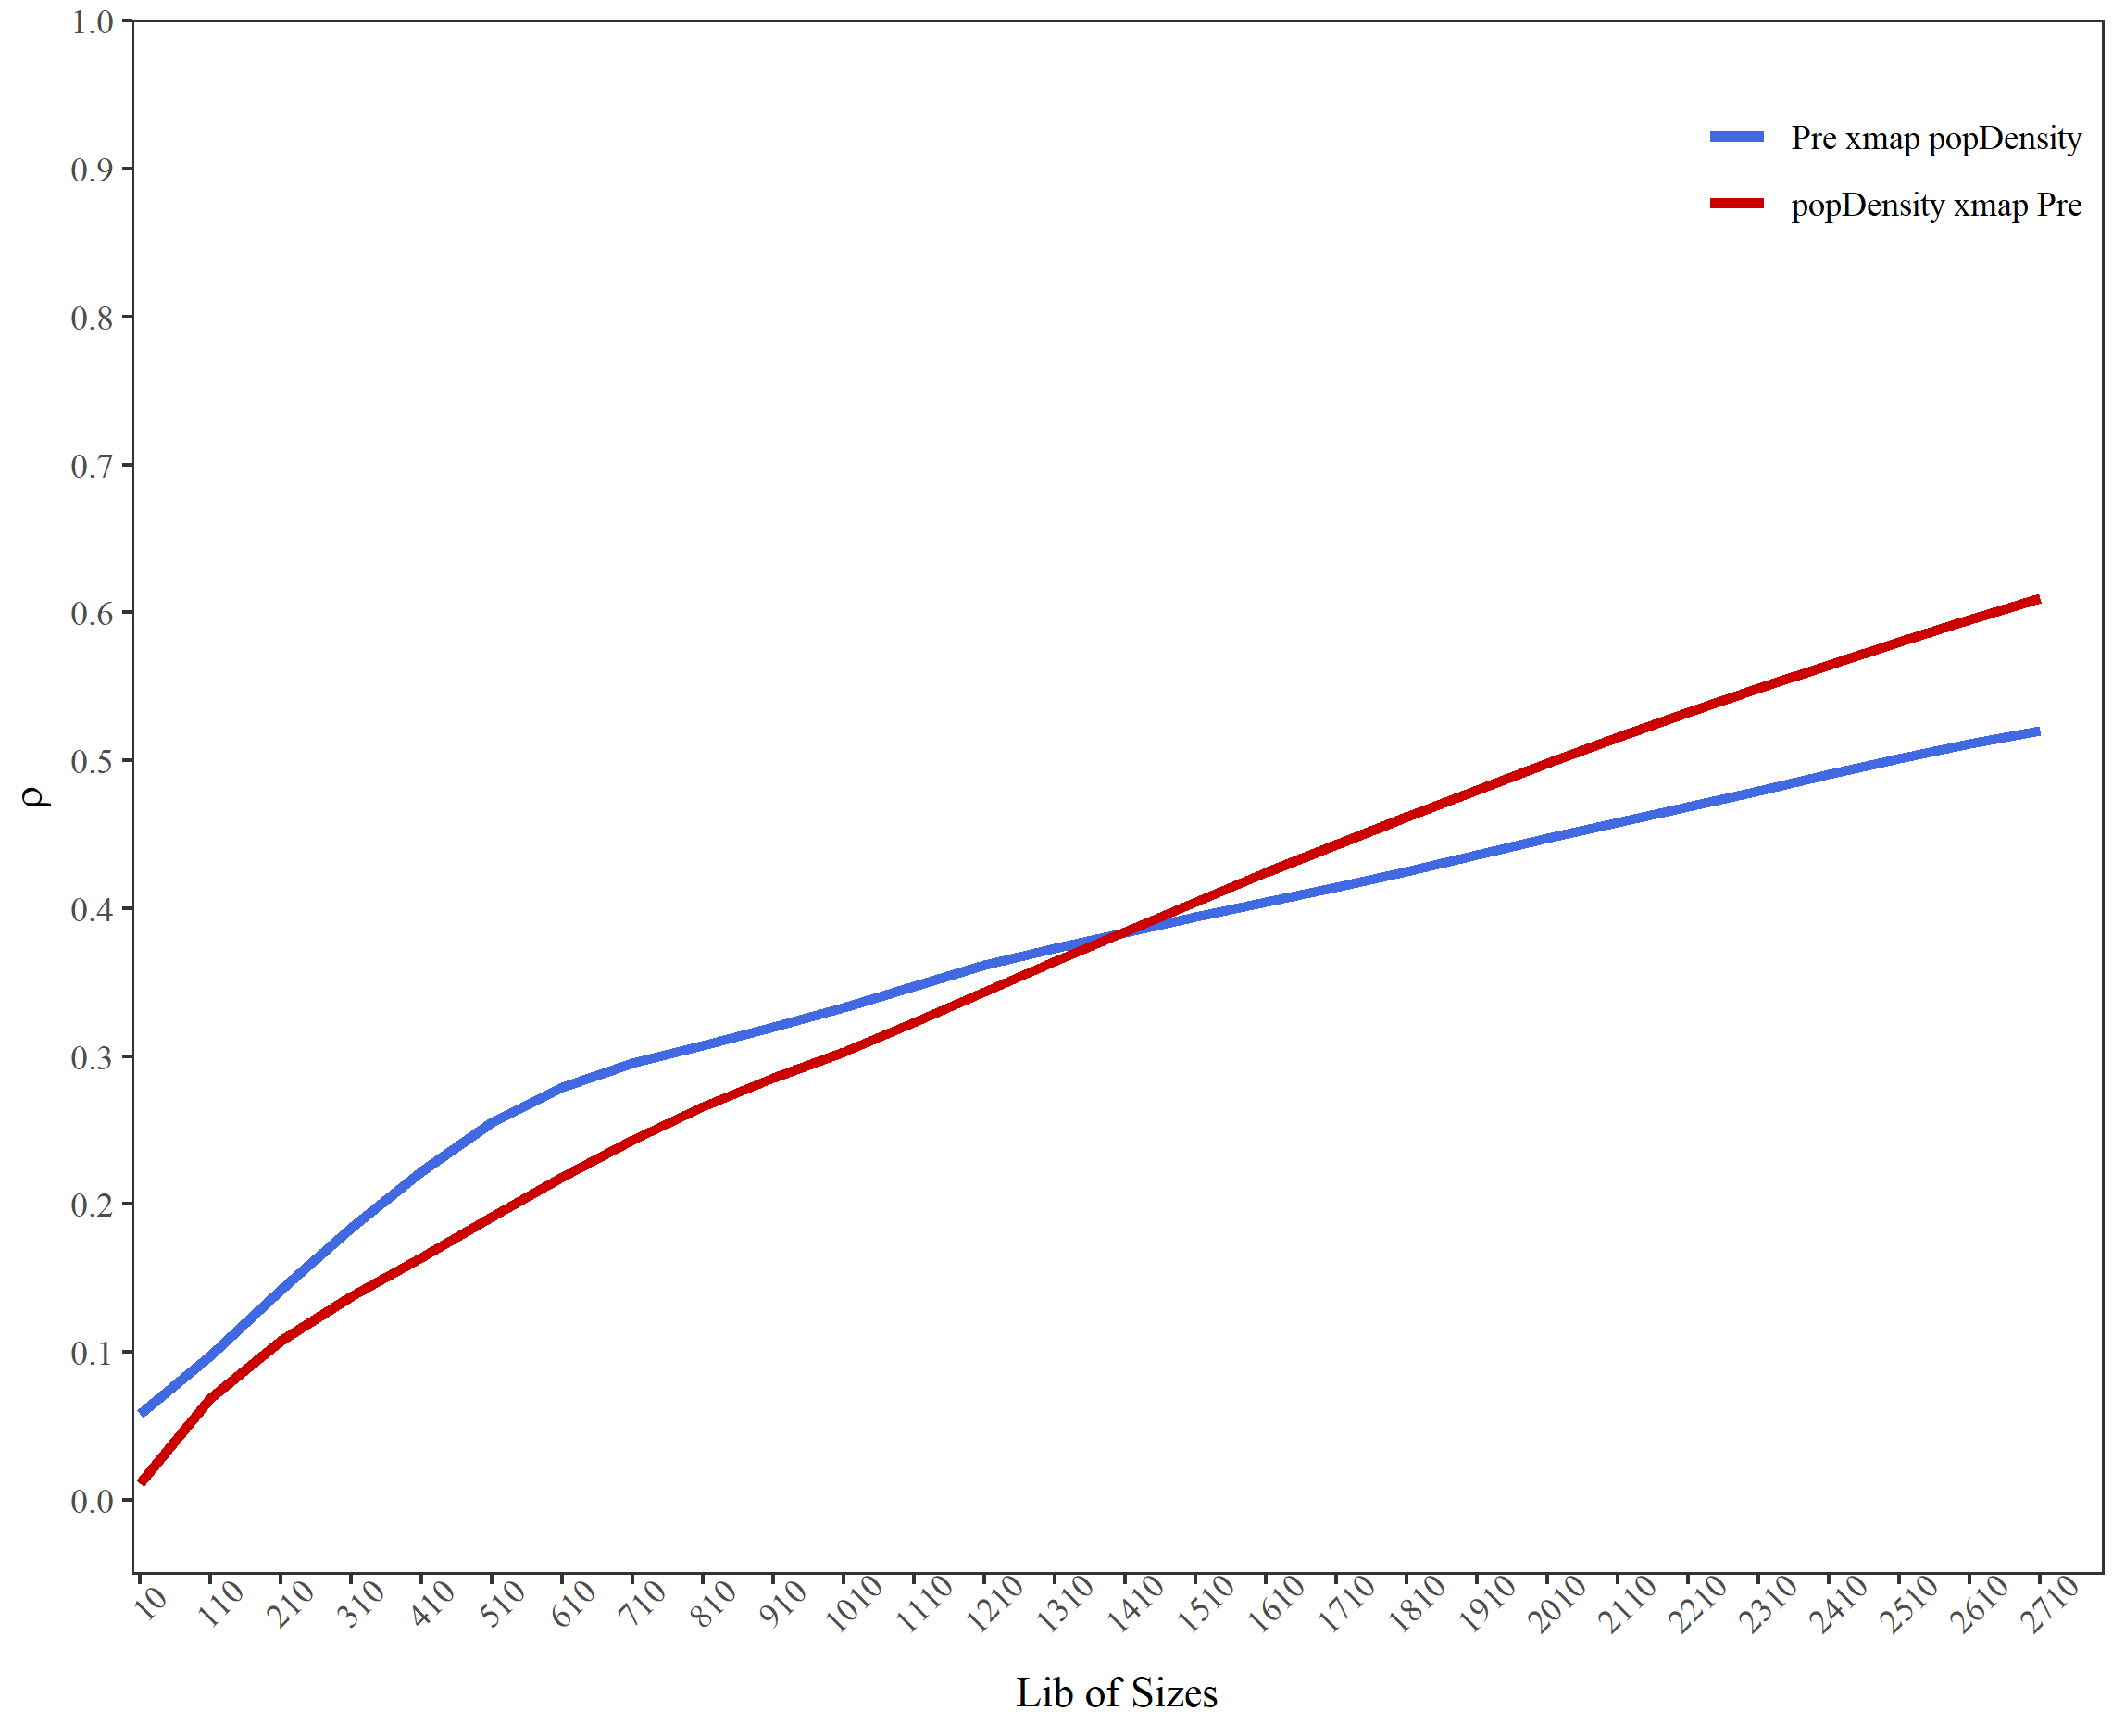 1.0
0.9
0.8
0.7
0.6
0.5
0.4
0.3
0.2
0.1
0.0
ρ
Pre xmap popDensity
popDensity xmap Pre
10 110 210 310 410 510 610 710 810 910 1010 1110 1210 1310 1410 1510 1610 1710 1810 1910 2010 2110 2210 2310 2410 2510 2610 2710
Lib of Sizes